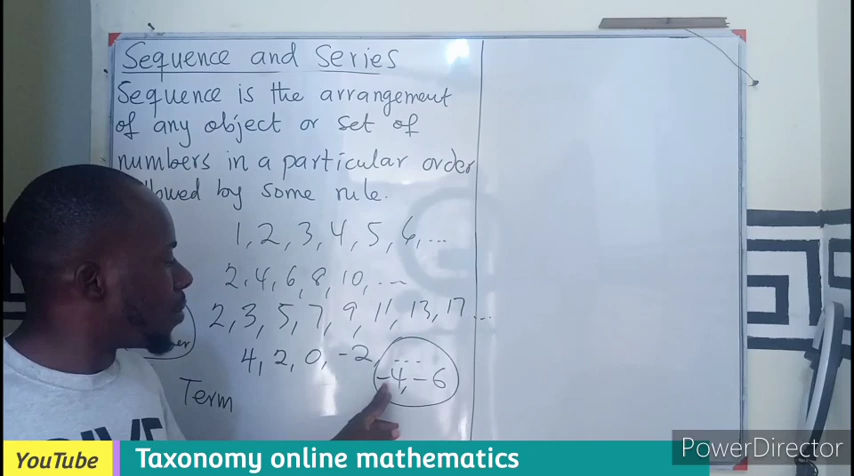 Sequence and Series
Sequence is the arrangement
of any object or set of
numbers in a particular order
by some rule.
1, 2, 3, 4, 5, 6, ...
2, 4, 6, 8, 10, ...
2, 3, 5, 7, 9, 11, 13, 17 ...
4, 2, 0, -2, ...
-4, -6
Term
YouTube Taxonomy online mathematics
PowerDirector